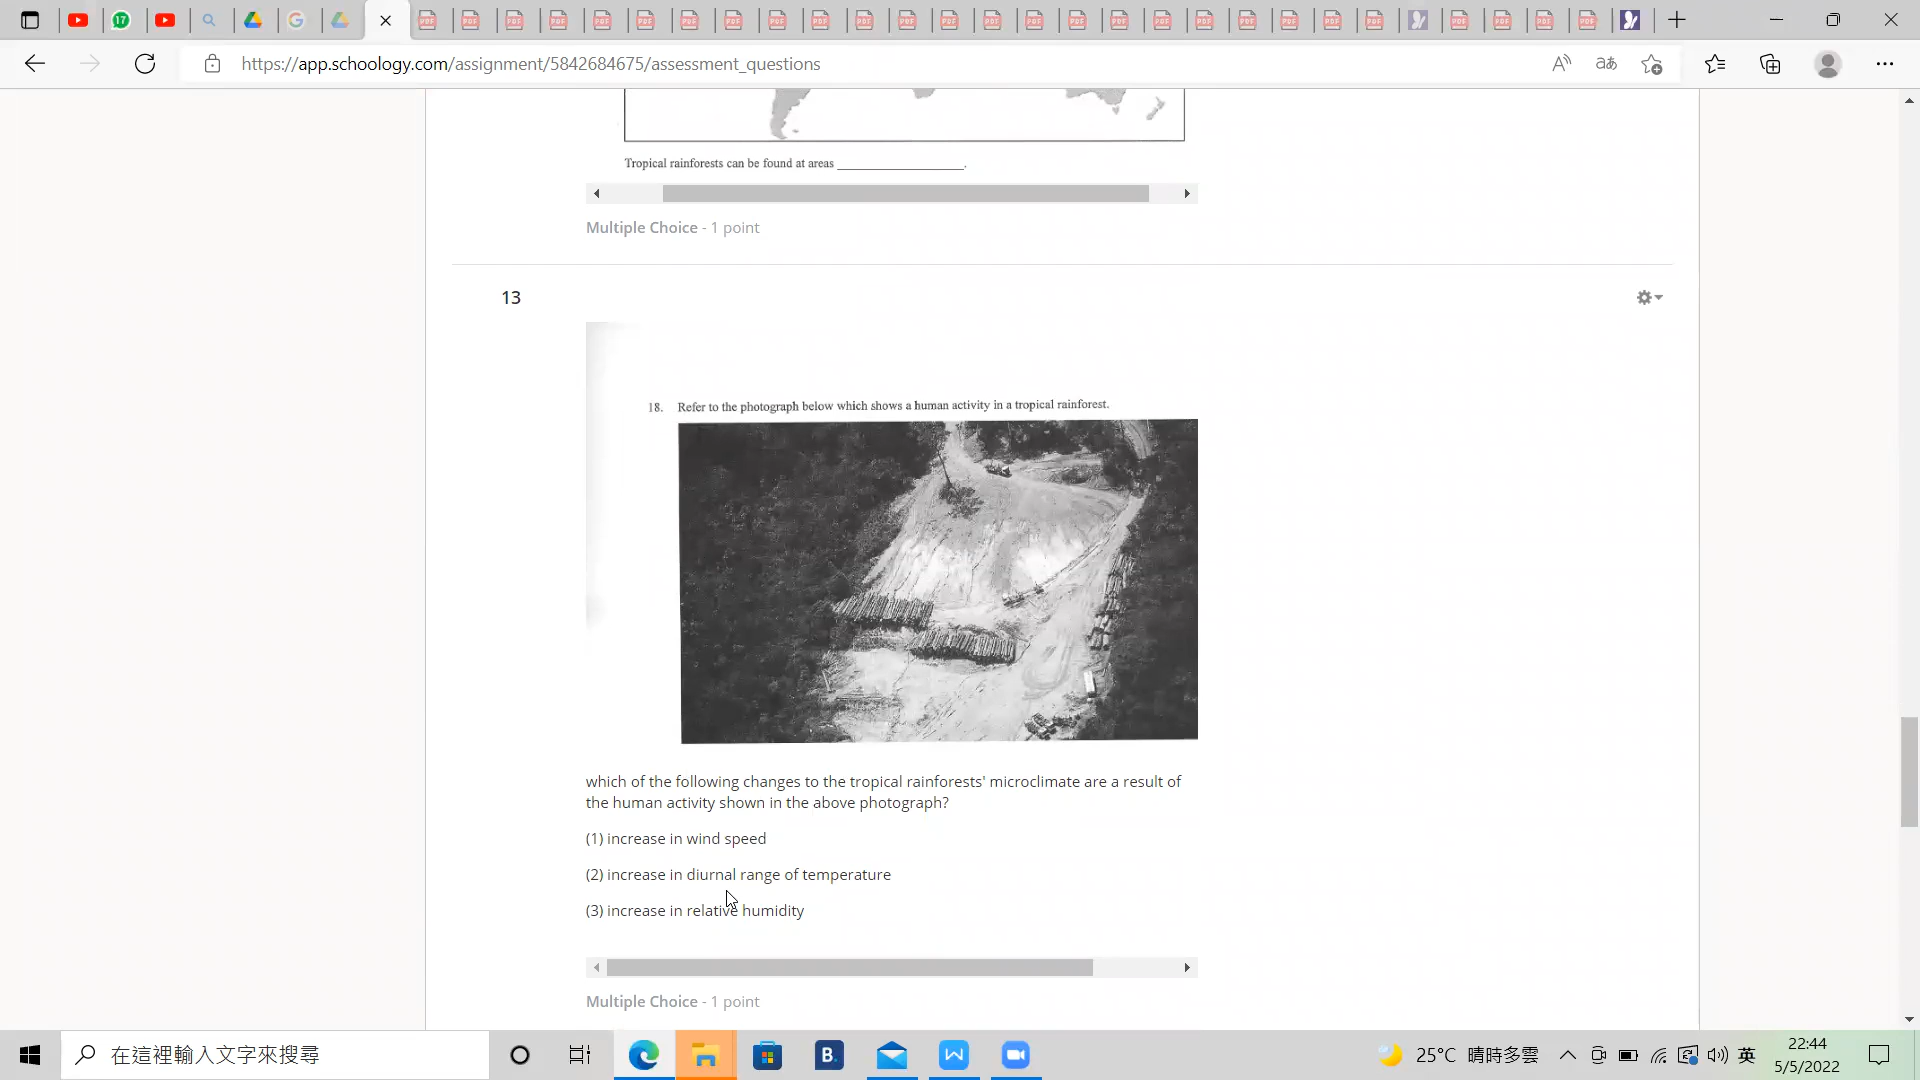 https://app.schoology.com/assignment/5842684675/assessment_questions
Tropical rainforests can be found at areas ____________________.
Multiple Choice - 1 point
13
18. Refer to the photograph below which shows a human activity in a tropical rainforest.
which of the following changes to the tropical rainforests' microclimate are a result of
the human activity shown in the above photograph?
(1) increase in wind speed
(2) increase in diurnal range of temperature
(3) increase in relative humidity
Multiple Choice - 1 point
在這裡輸入文字來搜尋
25°C 晴時多雲
英
22:44
5/5/2022